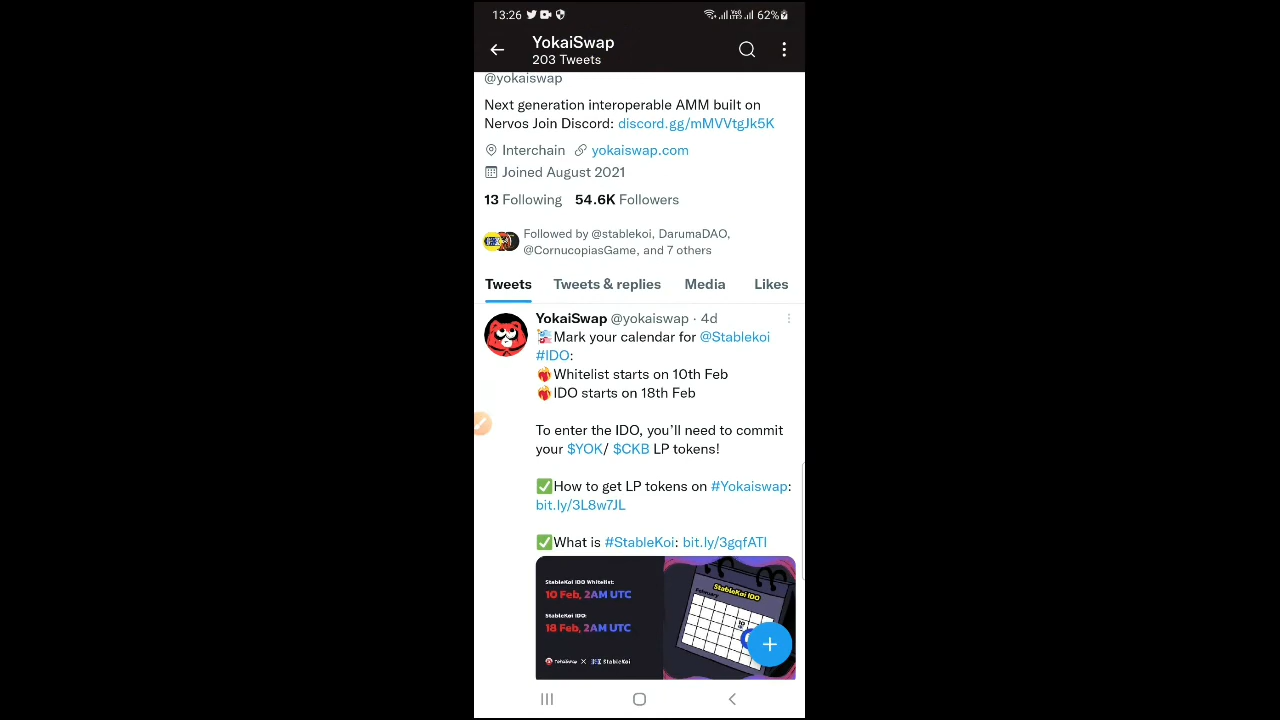 13:26 62%
YokaiSwap
203 Tweets
@yokaiswap
Next generation interoperable AMM built on
Nervos Join Discord: discord.gg/mMVVtgJk5K
Interchain yokaiswap.com
Joined August 2021
13 Following 54.6K Followers
Followed by @stablekoi, DarumaDAO,
@CornucopiasGame, and 7 others
Tweets Tweets & replies Media Likes
YokaiSwap @yokaiswap · 4d
Mark your calendar for @Stablekoi
#IDO:
❤️‍🔥Whitelist starts on 10th Feb
❤️‍🔥IDO starts on 18th Feb
To enter the IDO, you'll need to commit
your $YOK/ $CKB LP tokens!
✅How to get LP tokens on #Yokaiswap:
bit.ly/3L8w7JL
✅What is #StableKoi: bit.ly/3gqfATl
StableKoi IDO Whitelist:
10 Feb, 2AM UTC
StableKoi IDO:
18 Feb, 2AM UTC
YokaiSwap X StableKoi
StableKoi IDO
February
10